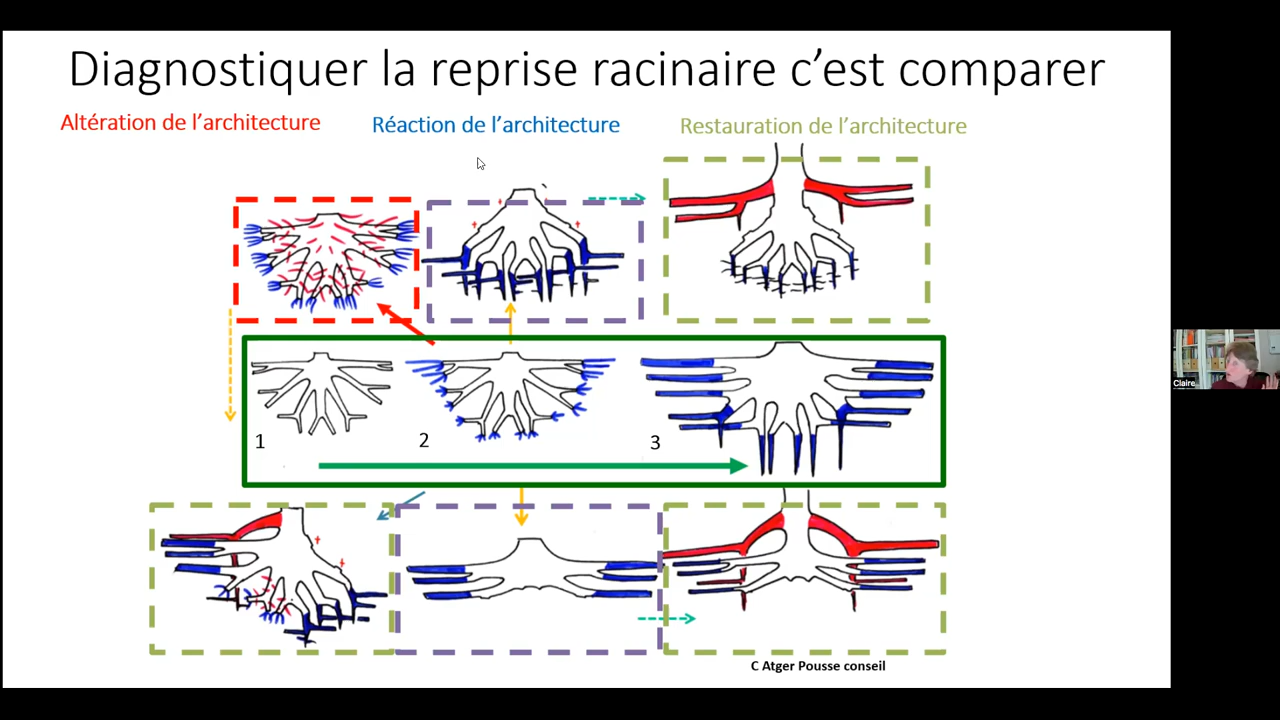 Diagnostiquer la reprise racinaire c’est comparer
Altération de l’architecture
Réaction de l’architecture
Restauration de l’architecture
1
2
3
C Atger Pousse conseil
Claire